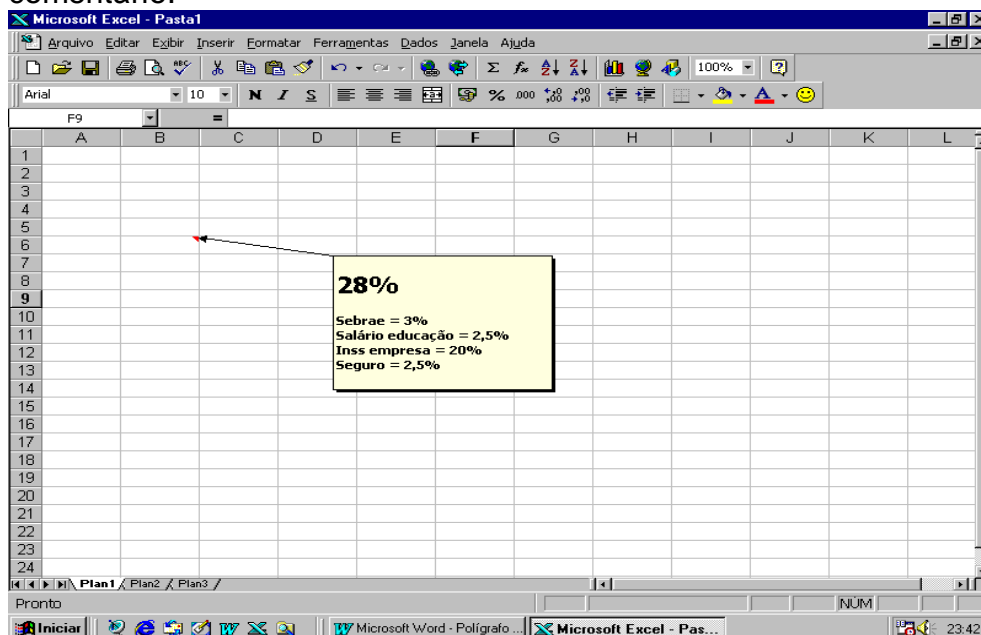 comentário.
Microsoft Excel - Pasta1
Arquivo Editar Exibir Inserir Formatar Ferramentas Dados Janela Ajuda
ABC Σ fx 100% ?
Arial 10 N I S % 000 A
F9 =
A B C D E F G H I J K L
1
2
3
4
5
6
7
8
9
10
11
12
13
14
15
16
17
18
19
20
21
22
23
24
28%
Sebrae = 3%
Salário educação = 2,5%
Inss empresa = 20%
Seguro = 2,5%
Plan1 Plan2 Plan3
Pronto NÚM
Iniciar Microsoft Word - Polígrafo ... Microsoft Excel - Pas... 23:42